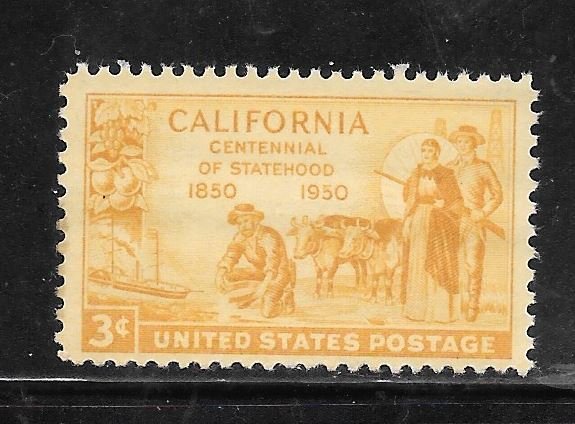 CALIFORNIA
CENTENNIAL
OF STATEHOOD
1850 1950
3¢ UNITED STATES POSTAGE